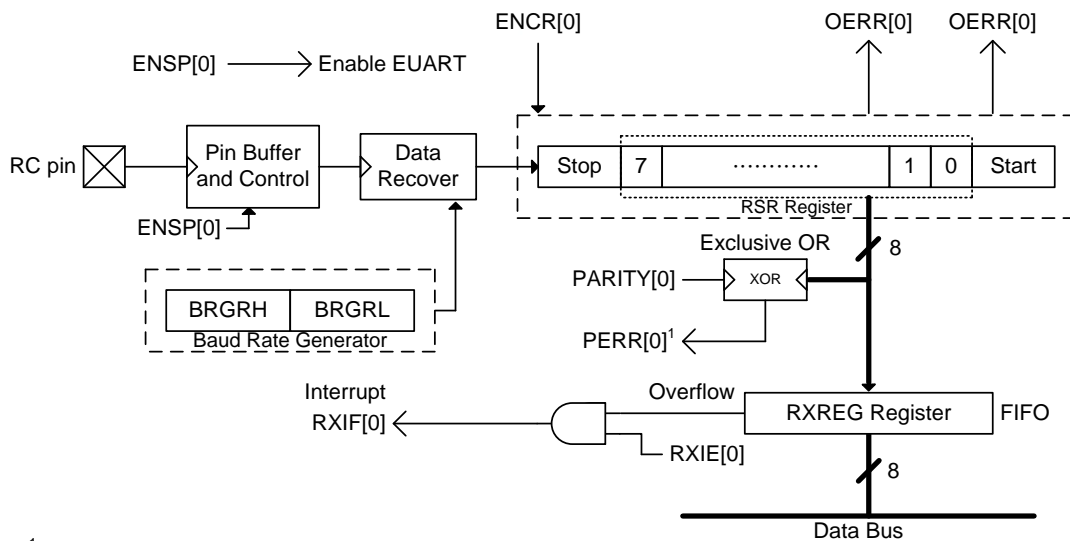 ENCR[0]
OERR[0]
OERR[0]
ENSP[0]
Enable EUART
RC pin
Pin Buffer
and Control
Data
Recover
Stop
7
............
1
0
Start
RSR Register
ENSP[0]
8
Exclusive OR
PARITY[0]
XOR
BRGRH
BRGRL
Baud Rate Generator
PERR[0]¹
Interrupt
RXIF[0]
Overflow
RXREG Register
FIFO
RXIE[0]
8
Data Bus
1